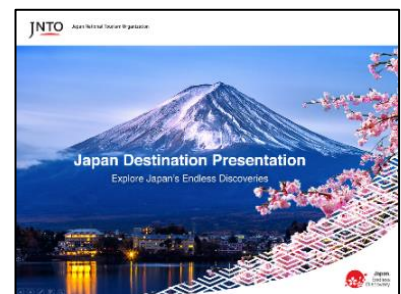 JNTO
Japan National Tourism Organization
Japan Destination Presentation
Explore Japan's Endless Discoveries
Japan
Endless
Discovery